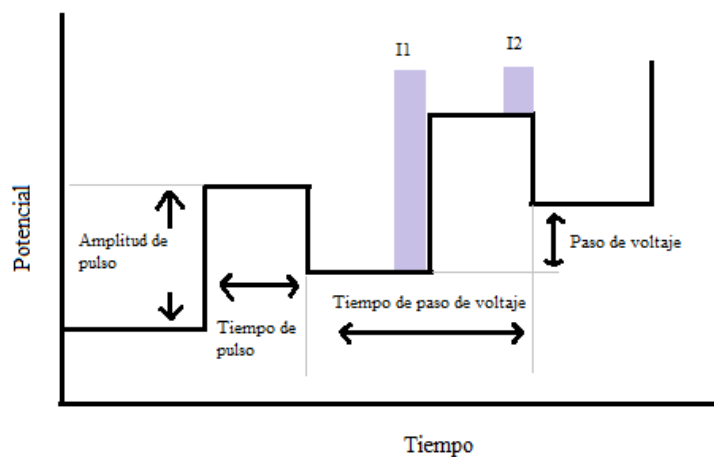 I1
I2
Potencial
Amplitud de
pulso
Tiempo de
pulso
Tiempo de paso de voltaje
Paso de voltaje
Tiempo